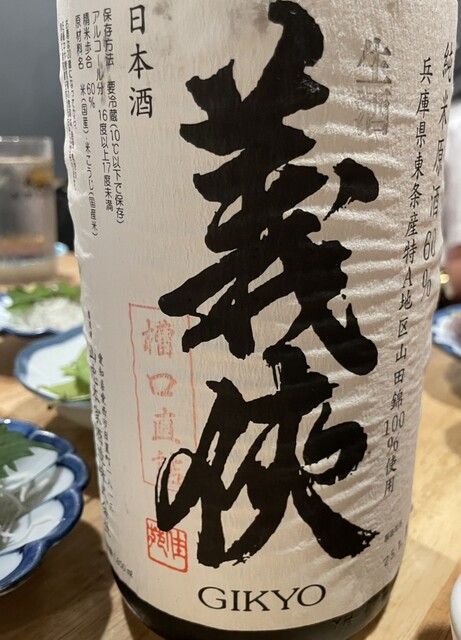 純米原酒60%
兵庫県東条産特A地区山田錦100%使用
生酒
義侠
GIKYO
日本酒
保存方法 要冷蔵(10℃以下で保存)
アルコール分 16度以上17度未満
精米歩合 60%
原材料名 米(国産) 米こうじ(国産米)
槽口直詰